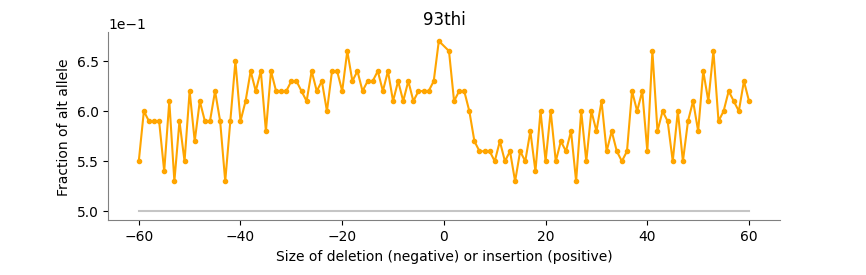 93thi
1e−1
Fraction of alt allele
6.5
6.0
5.5
5.0
−60
−40
−20
0
20
40
60
Size of deletion (negative) or insertion (positive)